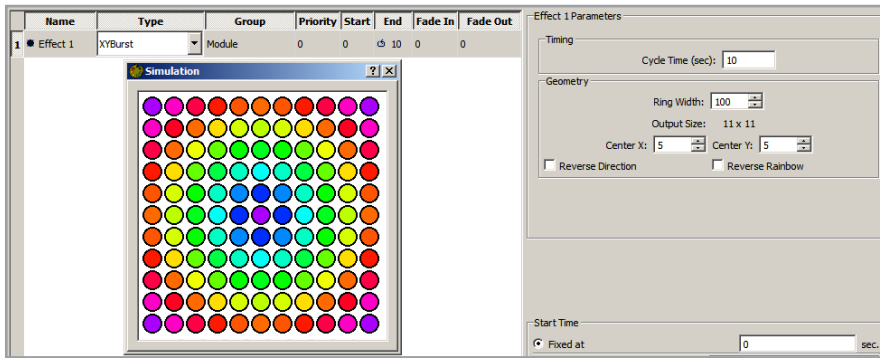 Name Type Group Priority Start End Fade In Fade Out
1 Effect 1 XYBurst Module 0 0 10 0 0
Simulation
Effect 1 Parameters
Timing
Cycle Time (sec): 10
Geometry
Ring Width: 100
Output Size: 11 x 11
Center X: 5 Center Y: 5
Reverse Direction Reverse Rainbow
Start Time
Fixed at 0 sec.